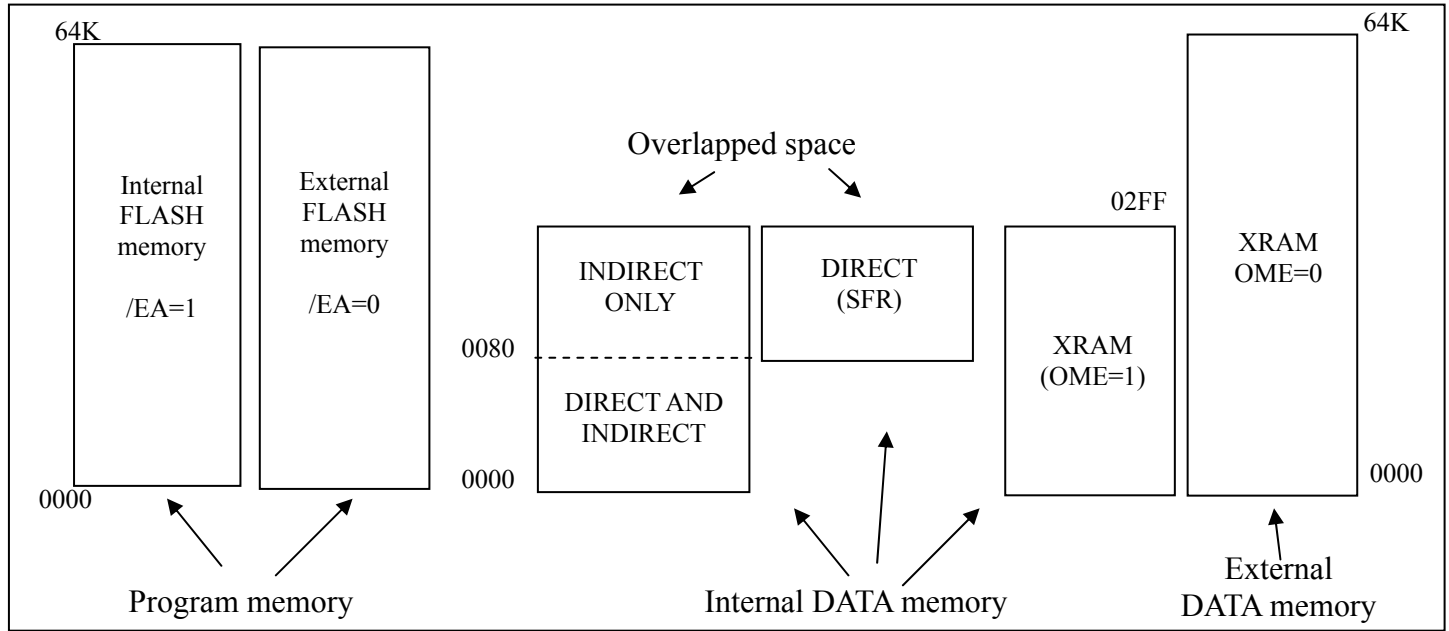 64K
Internal
FLASH
memory
/EA=1
0000
External
FLASH
memory
/EA=0
Program memory
Overlapped space
INDIRECT
ONLY
0080
DIRECT AND
INDIRECT
0000
DIRECT
(SFR)
02FF
XRAM
(OME=1)
Internal DATA memory
64K
XRAM
OME=0
0000
External
DATA memory